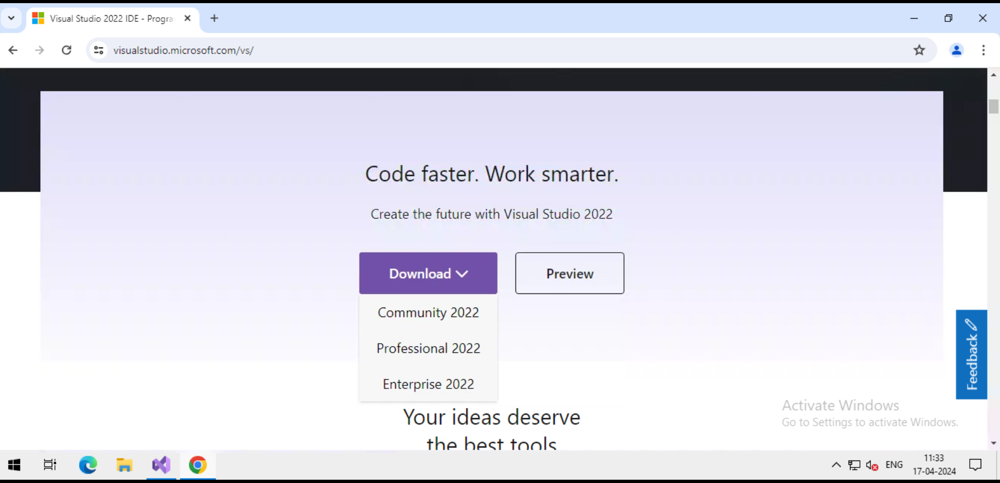 Visual Studio 2022 IDE - Progra
visualstudio.microsoft.com/vs/
Code faster. Work smarter.
Create the future with Visual Studio 2022
Download
Preview
Community 2022
Professional 2022
Enterprise 2022
Feedback
Your ideas deserve
the best tools
Activate Windows
Go to Settings to activate Windows.
ENG
11:33
17-04-2024